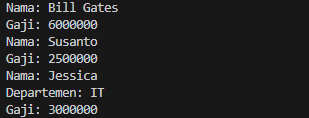 Nama: Bill Gates
Gaji: 6000000
Nama: Susanto
Gaji: 2500000
Nama: Jessica
Departemen: IT
Gaji: 3000000